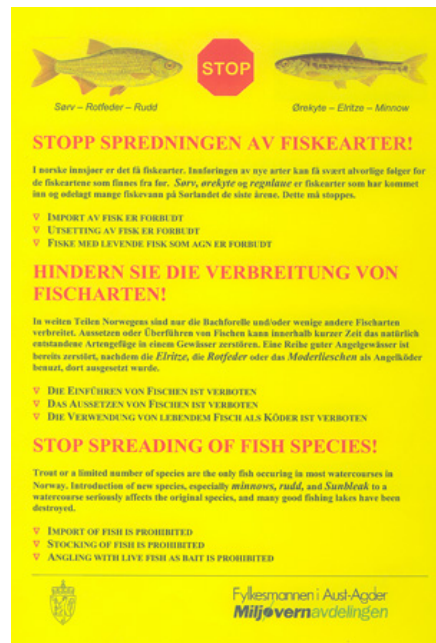 STOP
Sørv – Rotfeder – Rudd
Ørekyte – Elritze – Minnow
STOPP SPREDNINGEN AV FISKEARTER!
I norske innsjøer er det få fiskearter. Innføringen av nye arter kan få svært alvorlige følger for
de fiskeartene som finnes fra før. Sørv, ørekyte og regnlaue er fiskearter som har kommet
inn og ødelagt mange fiskevann på Sørlandet de siste årene. Dette må stoppes.
∇ IMPORT AV FISK ER FORBUDT
∇ UTSETTING AV FISK ER FORBUDT
∇ FISKE MED LEVENDE FISK SOM AGN ER FORBUDT
HINDERN SIE DIE VERBREITUNG VON
FISCHARTEN!
In weiten Teilen Norwegens sind nur die Bachforelle und/oder wenige andere Fischarten
verbreitet. Aussetzen oder Überführen von Fischen kann innerhalb kurzer Zeit das natürlich
entstandene Artengefüge in einem Gewässer zerstören. Eine Reihe guter Angelgewässer ist
bereits zerstört, nachdem die Elritze, die Rotfeder oder das Moderlieschen als Angelköder
benuzt, dort ausgesetzt wurde.
∇ DIE EINFÜHREN VON FISCHEN IST VERBOTEN
∇ DAS AUSSETZEN VON FISCHEN IST VERBOTEN
∇ DIE VERWENDUNG VON LEBENDEM FISCH ALS KÖDER IST VERBOTEN
STOP SPREADING OF FISH SPECIES!
Trout or a limited number of species are the only fish occuring in most watercourses in
Norway. Introduction of new species, especially minnows, rudd, and Sunbleak to a
watercourse seriously affects the original species, and many good fishing lakes have been
destroyed.
∇ IMPORT OF FISH IS PROHIBITED
∇ STOCKING OF FISH IS PROHIBITED
∇ ANGLING WITH LIVE FISH AS BAIT IS PROHIBITED
Fylkesmannen i Aust-Agder
Miljøvernavdelingen